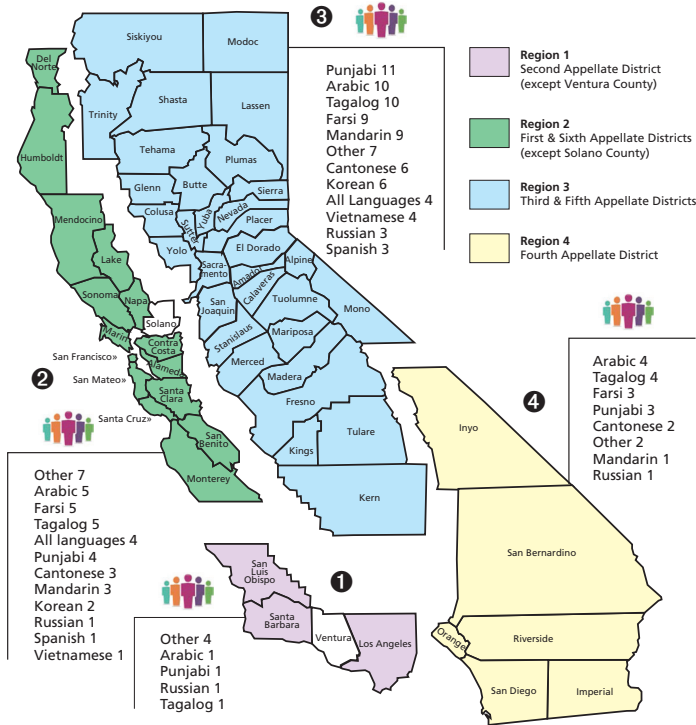 3
Punjabi 11
Arabic 10
Tagalog 10
Farsi 9
Mandarin 9
Other 7
Cantonese 6
Korean 6
All Languages 4
Vietnamese 4
Russian 3
Spanish 3
Region 1
Second Appellate District
(except Ventura County)
Region 2
First & Sixth Appellate Districts
(except Solano County)
Region 3
Third & Fifth Appellate Districts
Region 4
Fourth Appellate District
Del
Norte
Siskiyou
Modoc
Humboldt
Trinity
Shasta
Lassen
Tehama
Plumas
Mendocino
Glenn
Butte
Sierra
Colusa
Sutter
Yuba
Nevada
Placer
Lake
Yolo
El Dorado
Sonoma
Napa
Sacra-
mento
Amador
Alpine
Solano
Calaveras
Marin
San
Joaquin
Tuolumne
Mono
Contra
Costa
Stanislaus
Mariposa
San Francisco»
Alameda
Merced
San Mateo»
Santa
Clara
Madera
Santa Cruz»
San
Benito
Fresno
Monterey
Kings
Tulare
Inyo
Kern
2
Other 7
Arabic 5
Farsi 5
Tagalog 5
All languages 4
Punjabi 4
Cantonese 3
Mandarin 3
Korean 2
Russian 1
Spanish 1
Vietnamese 1
4
Arabic 4
Tagalog 4
Farsi 3
Punjabi 3
Cantonese 2
Other 2
Mandarin 1
Russian 1
San Bernardino
Orange
Riverside
San Diego
Imperial
1
San
Luis
Obispo
Santa
Barbara
Ventura
Los Angeles
Other 4
Arabic 1
Punjabi 1
Russian 1
Tagalog 1